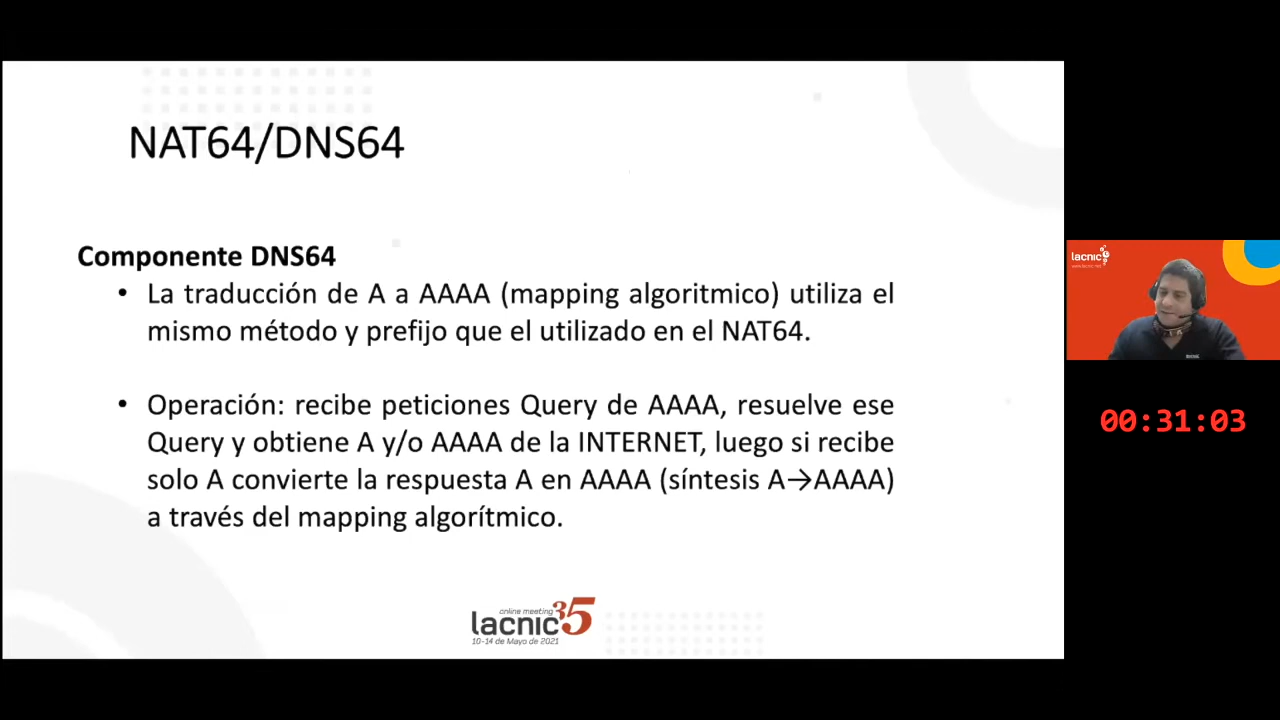 NAT64/DNS64
Componente DNS64
• La traducción de A a AAAA (mapping algoritmico) utiliza el
mismo método y prefijo que el utilizado en el NAT64.
• Operación: recibe peticiones Query de AAAA, resuelve ese
Query y obtiene A y/o AAAA de la INTERNET, luego si recibe
solo A convierte la respuesta A en AAAA (síntesis A→AAAA)
a través del mapping algorítmico.
online meeting
lacnic 35
10-14 de Mayo de 2021
lacnic
00:31:03